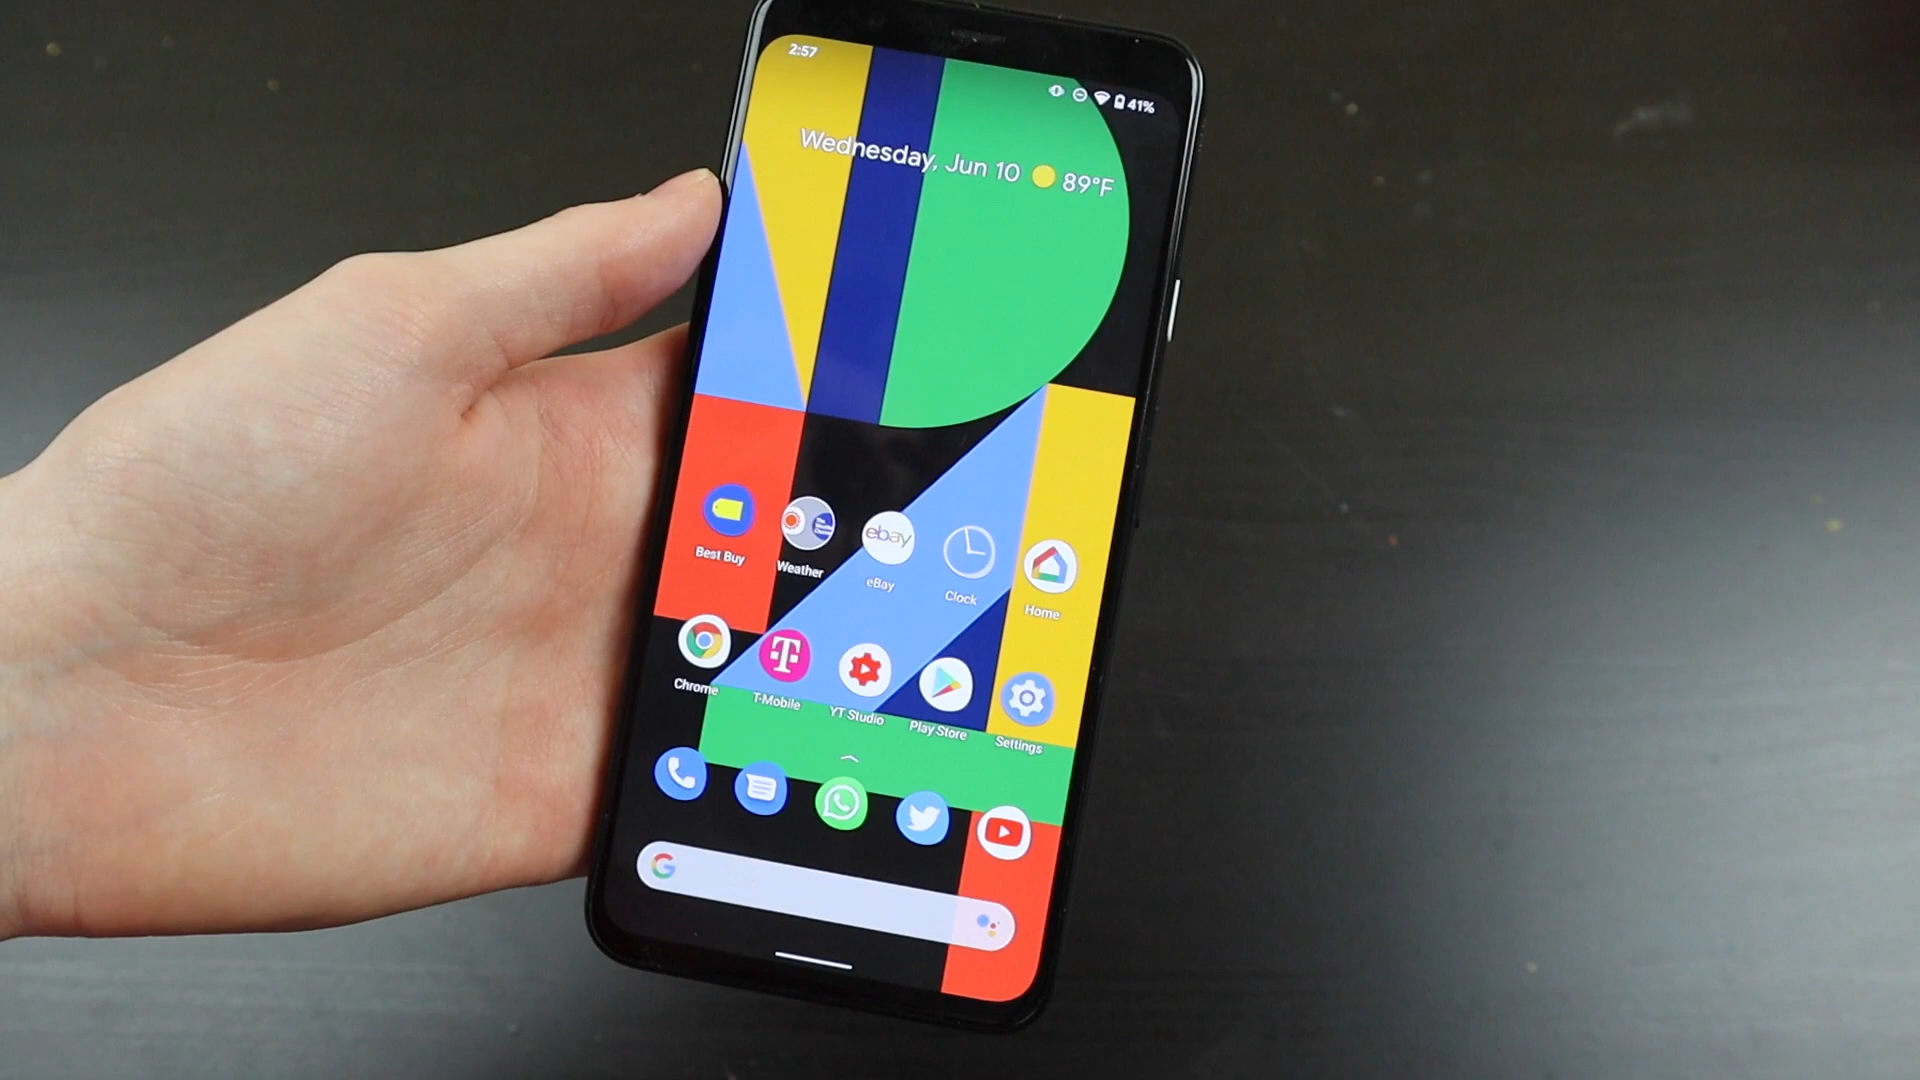 2:57
41%
Wednesday, Jun 10 89°F
ebay
Best Buy Weather eBay Clock Home
T
Chrome T-Mobile YT Studio Play Store Settings
G